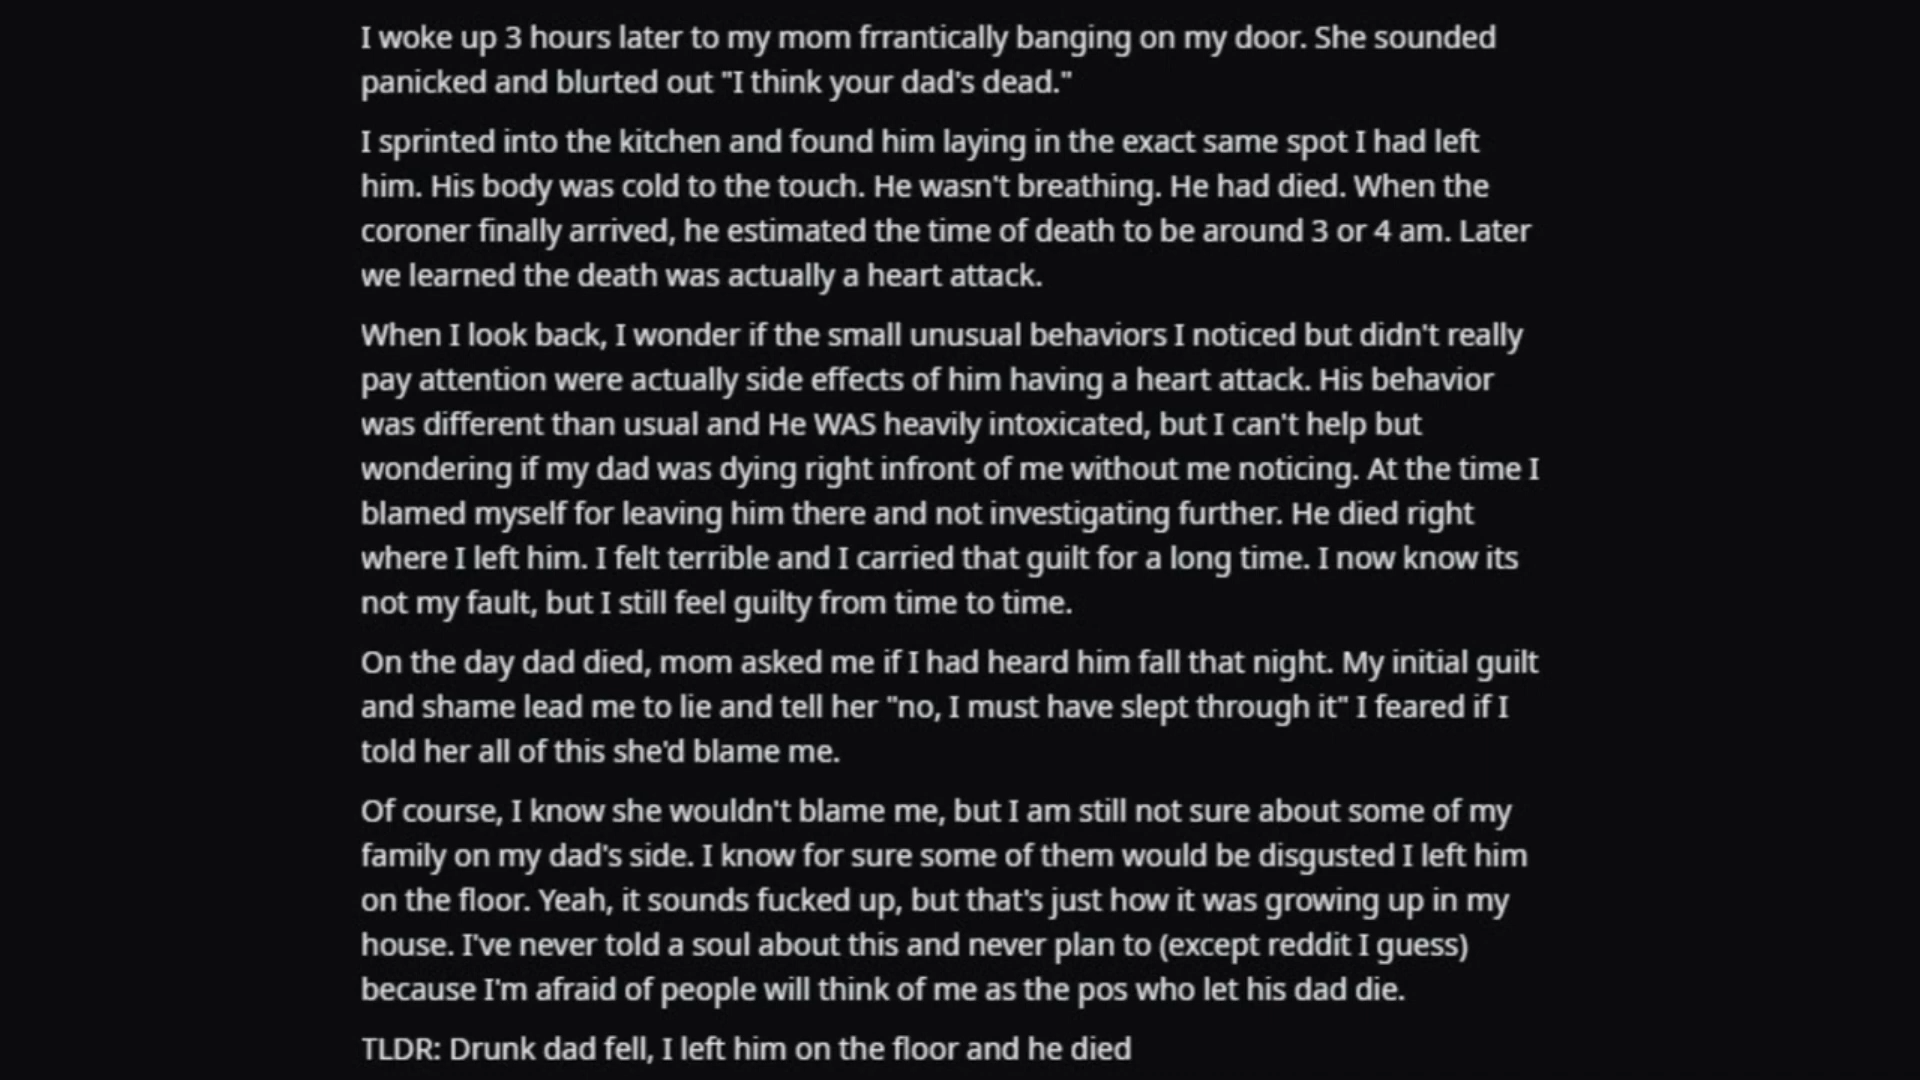 I woke up 3 hours later to my mom frrantically banging on my door. She sounded
panicked and blurted out "I think your dad's dead."
I sprinted into the kitchen and found him laying in the exact same spot I had left
him. His body was cold to the touch. He wasn't breathing. He had died. When the
coroner finally arrived, he estimated the time of death to be around 3 or 4 am. Later
we learned the death was actually a heart attack.
When I look back, I wonder if the small unusual behaviors I noticed but didn't really
pay attention were actually side effects of him having a heart attack. His behavior
was different than usual and He WAS heavily intoxicated, but I can't help but
wondering if my dad was dying right infront of me without me noticing. At the time I
blamed myself for leaving him there and not investigating further. He died right
where I left him. I felt terrible and I carried that guilt for a long time. I now know its
not my fault, but I still feel guilty from time to time.
On the day dad died, mom asked me if I had heard him fall that night. My initial guilt
and shame lead me to lie and tell her "no, I must have slept through it" I feared if I
told her all of this she'd blame me.
Of course, I know she wouldn't blame me, but I am still not sure about some of my
family on my dad's side. I know for sure some of them would be disgusted I left him
on the floor. Yeah, it sounds fucked up, but that's just how it was growing up in my
house. I've never told a soul about this and never plan to (except reddit I guess)
because I'm afraid of people will think of me as the pos who let his dad die.
TLDR: Drunk dad fell, I left him on the floor and he died